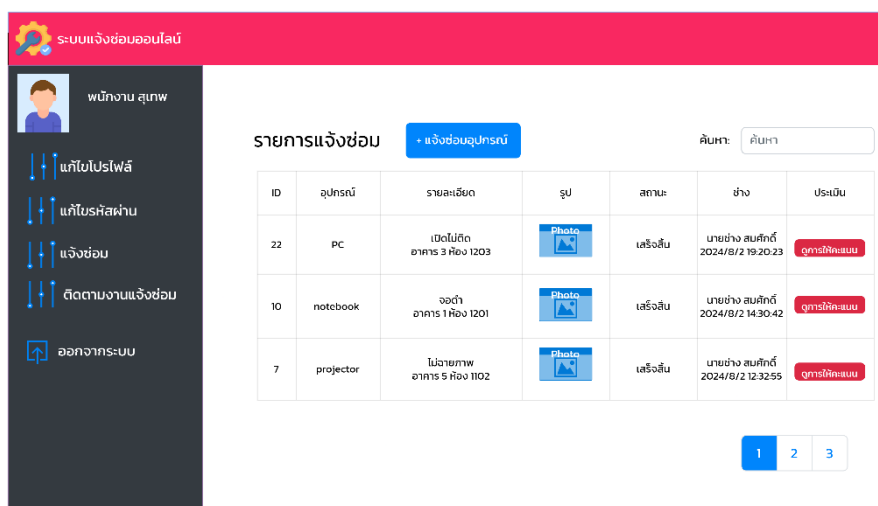 ระบบแจ้งซ่อมออนไลน์
พนักงาน สุเทพ
แก้ไขโปรไฟล์
แก้ไขรหัสผ่าน
แจ้งซ่อม
ติดตามงานแจ้งซ่อม
ออกจากระบบ
รายการแจ้งซ่อม
+ แจ้งซ่อมอุปกรณ์
ค้นหา: ค้นหา
ID อุปกรณ์ รายละเอียด รูป สถานะ ช่าง ประเมิน
22 PC เปิดไม่ติด Photo เสร็จสิ้น นายช่าง สมศักดิ์ ดูการให้คะแนน
อาคาร 3 ห้อง 1203 2024/8/2 19:20:23
10 notebook จอดำ Photo เสร็จสิ้น นายช่าง สมศักดิ์ ดูการให้คะแนน
อาคาร 1 ห้อง 1201 2024/8/2 14:30:42
7 projector ไม่ฉายภาพ Photo เสร็จสิ้น นายช่าง สมศักดิ์ ดูการให้คะแนน
อาคาร 5 ห้อง 1102 2024/8/2 12:32:55
1 2 3